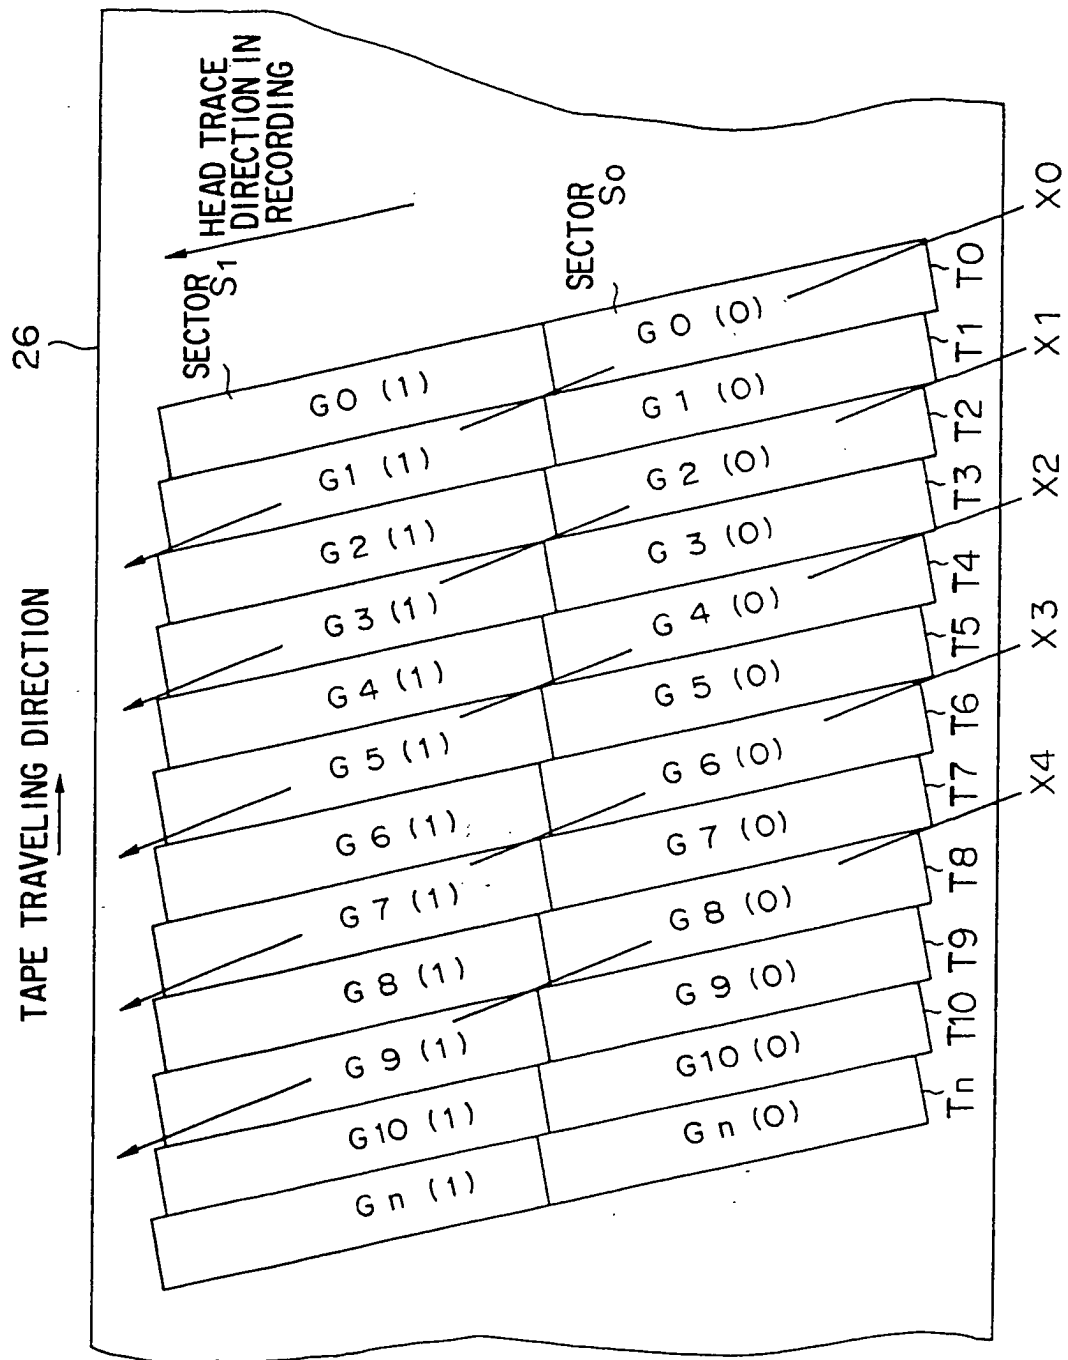 TAPE TRAVELING DIRECTION
26
HEAD TRACE
DIRECTION IN
RECORDING
SECTOR
S1
SECTOR
S0
G0 (1)
G1 (1)
G2 (1)
G3 (1)
G4 (1)
G5 (1)
G6 (1)
G7 (1)
G8 (1)
G9 (1)
G10 (1)
Gn (1)
G0 (0)
G1 (0)
G2 (0)
G3 (0)
G4 (0)
G5 (0)
G6 (0)
G7 (0)
G8 (0)
G9 (0)
G10 (0)
Gn (0)
T0
T1
T2
T3
T4
T5
T6
T7
T8
T9
T10
Tn
X0
X1
X2
X3
X4